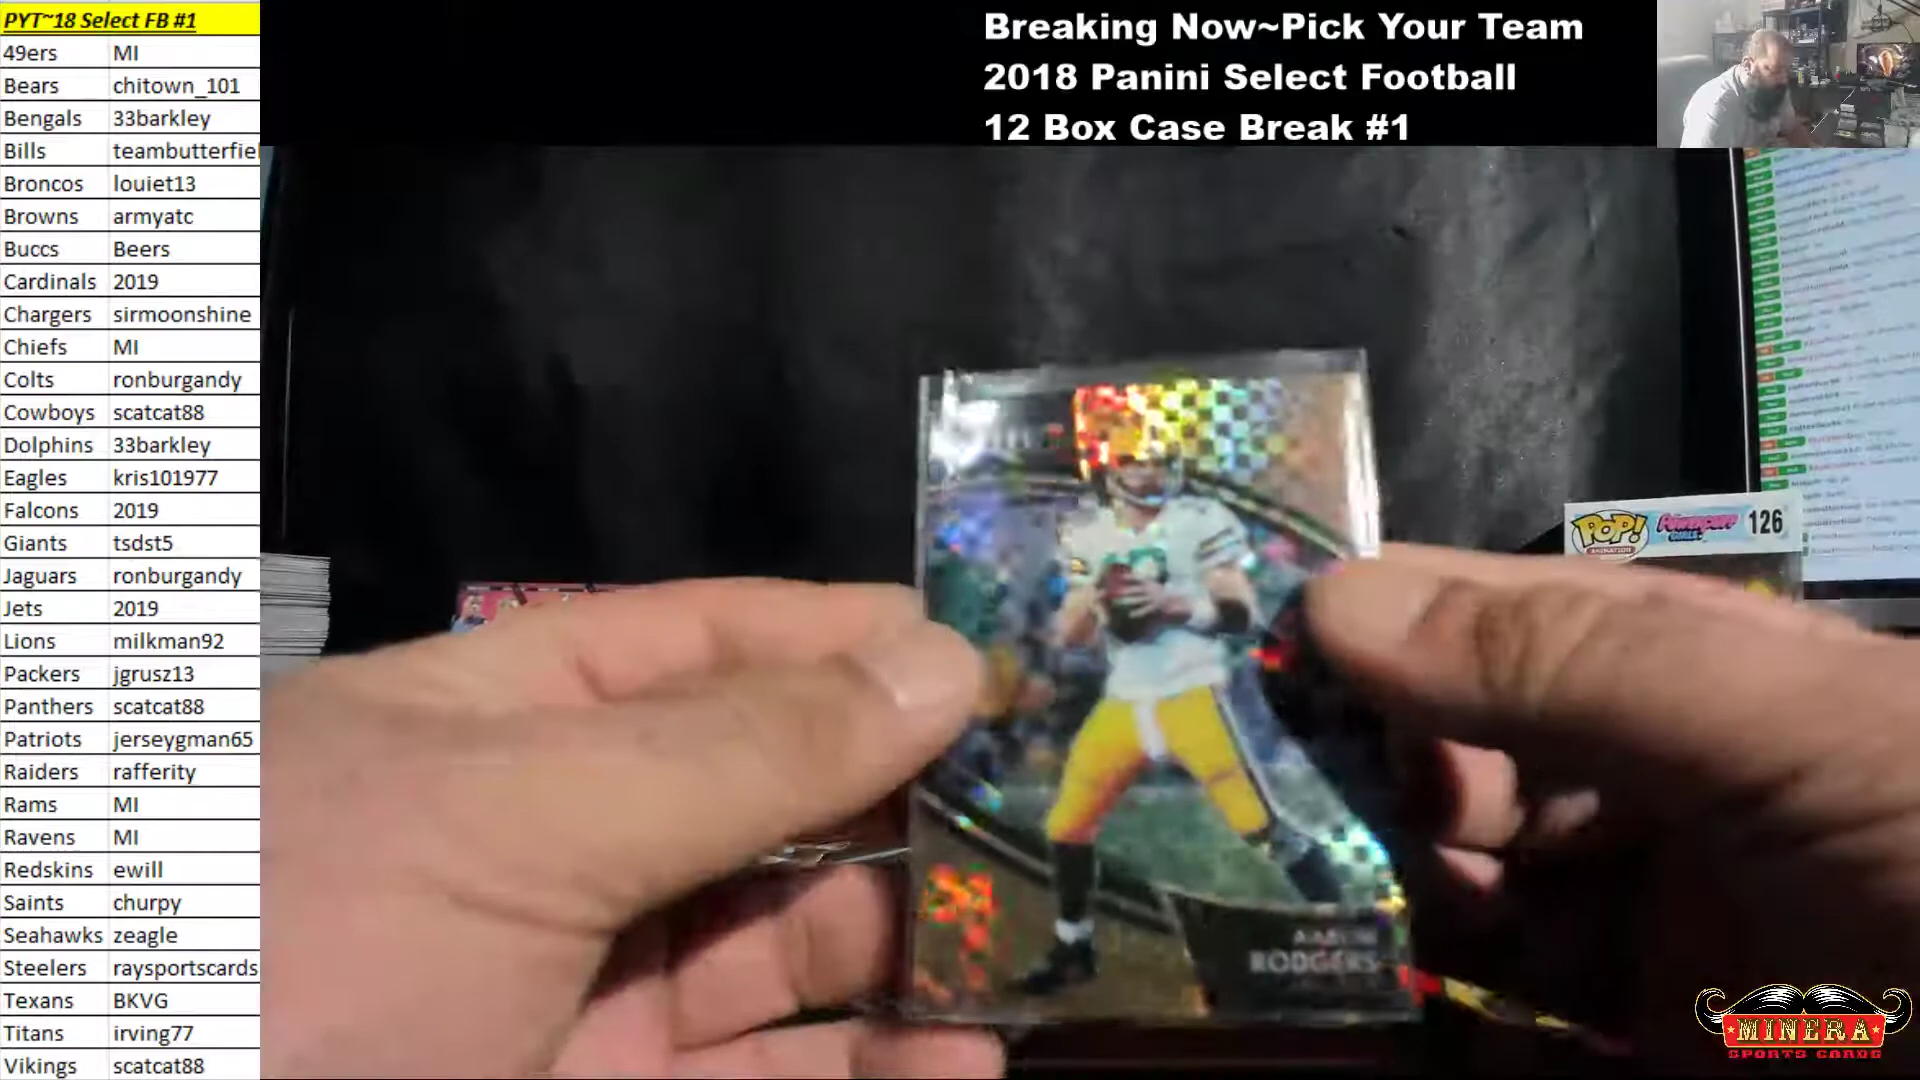 PYT~18 Select FB #1
49ers MI
Bears chitown_101
Bengals 33barkley
Bills teambutterfie
Broncos louiet13
Browns armyatc
Buccs Beers
Cardinals 2019
Chargers sirmoonshine
Chiefs MI
Colts ronburgandy
Cowboys scatcat88
Dolphins 33barkley
Eagles kris101977
Falcons 2019
Giants tsdst5
Jaguars ronburgandy
Jets 2019
Lions milkman92
Packers jgrusz13
Panthers scatcat88
Patriots jerseygman65
Raiders rafferity
Rams MI
Ravens MI
Redskins ewill
Saints churpy
Seahawks zeagle
Steelers raysportscards
Texans BKVG
Titans irving77
Vikings scatcat88
Breaking Now~Pick Your Team
2018 Panini Select Football
12 Box Case Break #1
POP!
ANIMATION
POWERPUFF
GIRLS
126
AARON
RODGERS
MINERA
SPORTS CARDS